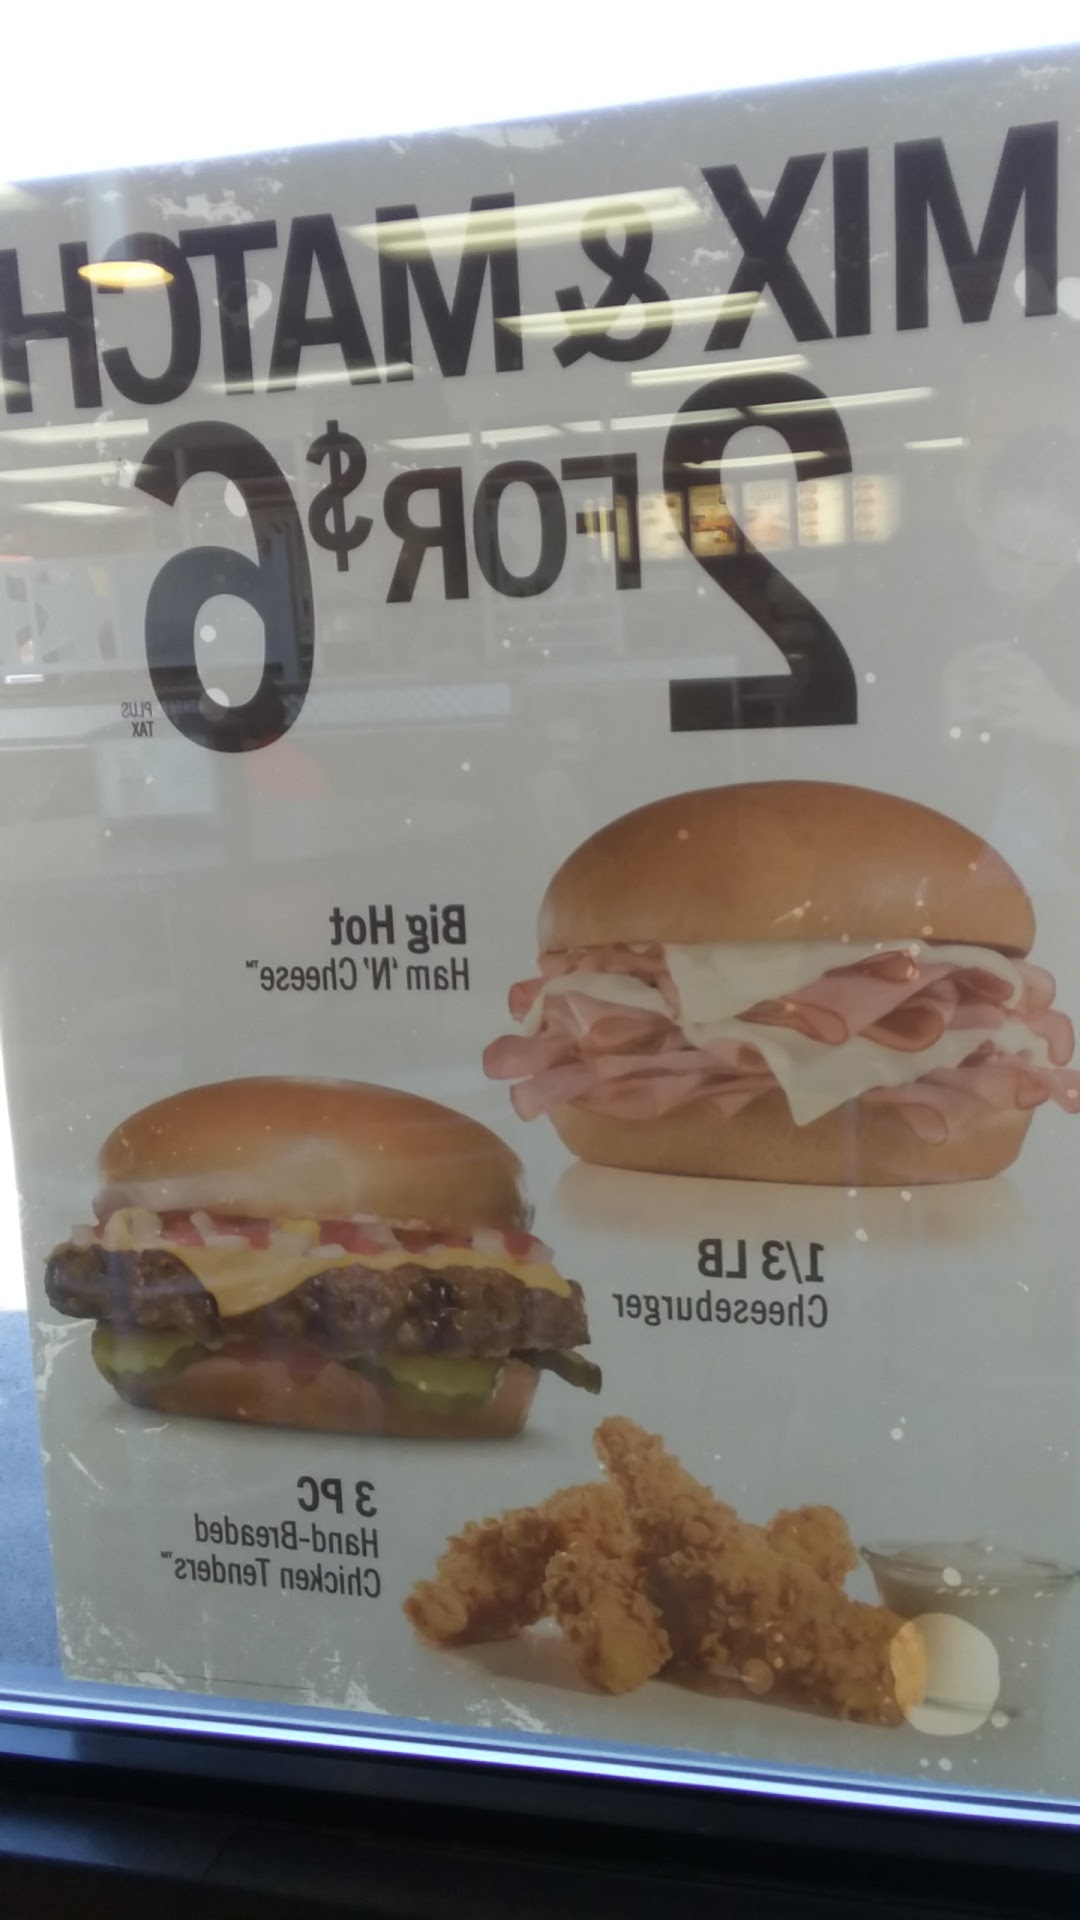 MIX & MATCH
2 FOR $6
PLUS
TAX
Big Hot
Ham 'N' Cheese™
1/3 LB
Cheeseburger
3 PC
Hand-Breaded
Chicken Tenders™